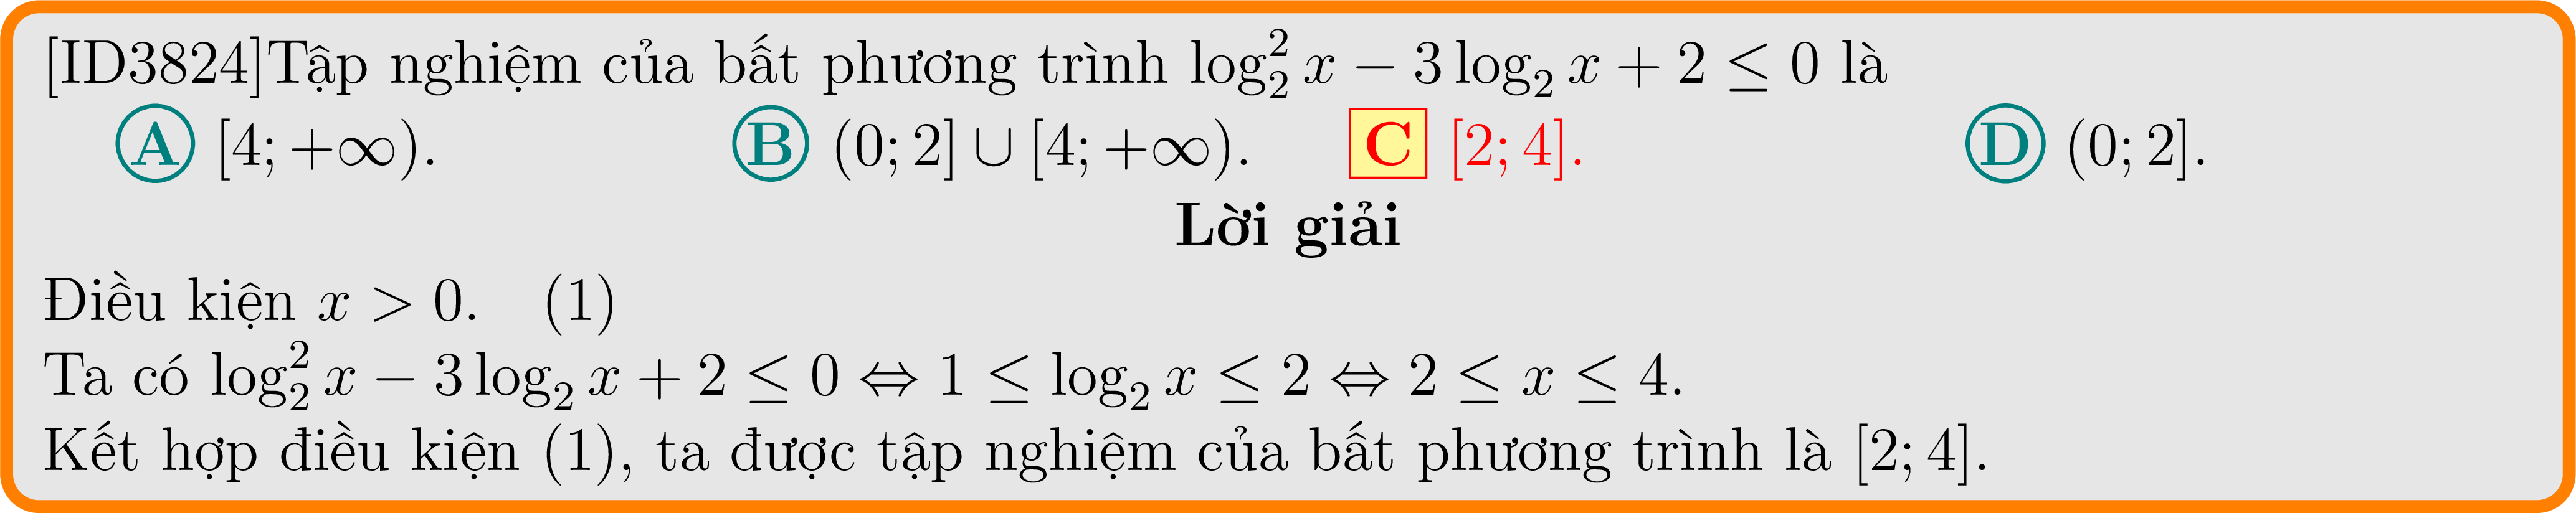 [ID3824]Tập nghiệm của bất phương trình $\log_2^2 x - 3\log_2 x + 2 \leq 0$ là
A $[4; +\infty)$. B $(0; 2] \cup [4; +\infty)$. C $[2; 4]$. D $(0; 2]$.
Lời giải
Điều kiện $x > 0$. (1)
Ta có $\log_2^2 x - 3\log_2 x + 2 \leq 0 \Leftrightarrow 1 \leq \log_2 x \leq 2 \Leftrightarrow 2 \leq x \leq 4$.
Kết hợp điều kiện (1), ta được tập nghiệm của bất phương trình là $[2; 4]$.